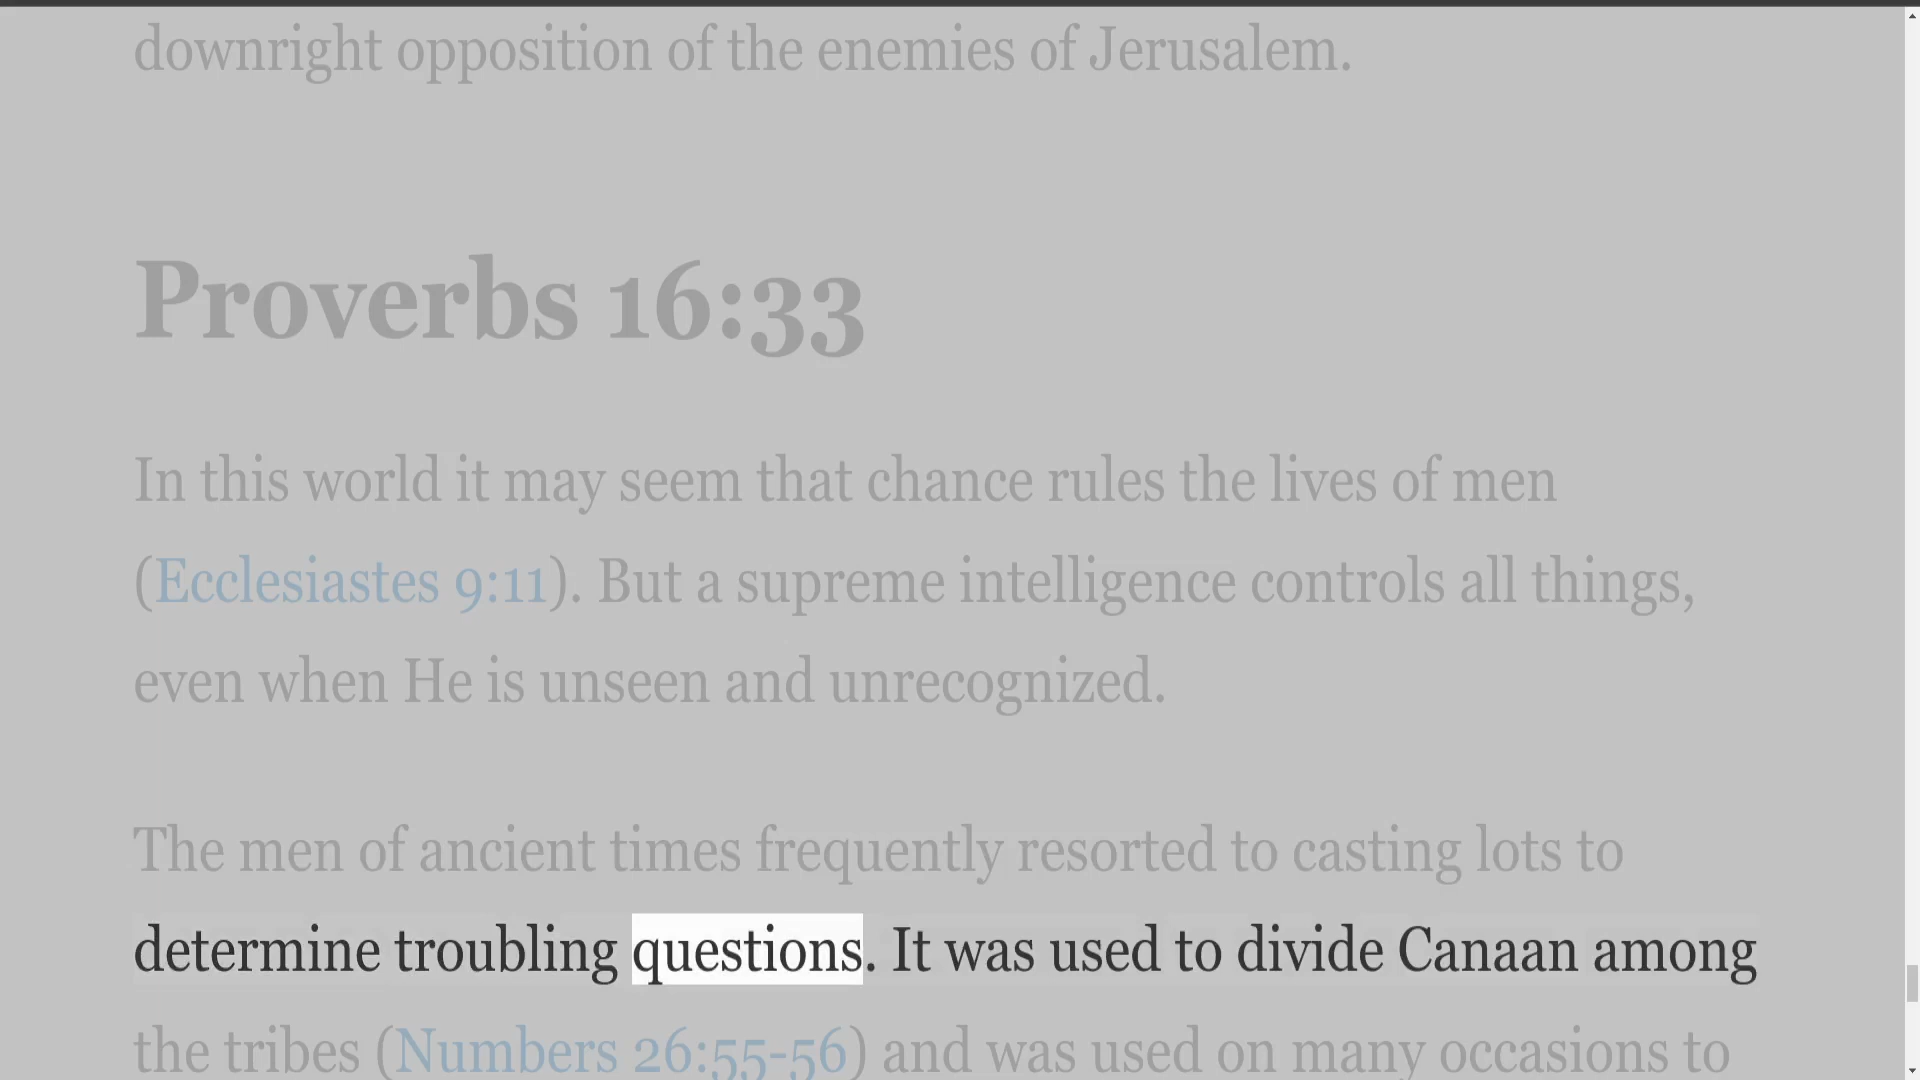 downright opposition of the enemies of Jerusalem.
Proverbs 16:33
In this world it may seem that chance rules the lives of men
(Ecclesiastes 9:11). But a supreme intelligence controls all things,
even when He is unseen and unrecognized.
The men of ancient times frequently resorted to casting lots to
determine troubling questions. It was used to divide Canaan among
the tribes (Numbers 26:55-56) and was used on many occasions to